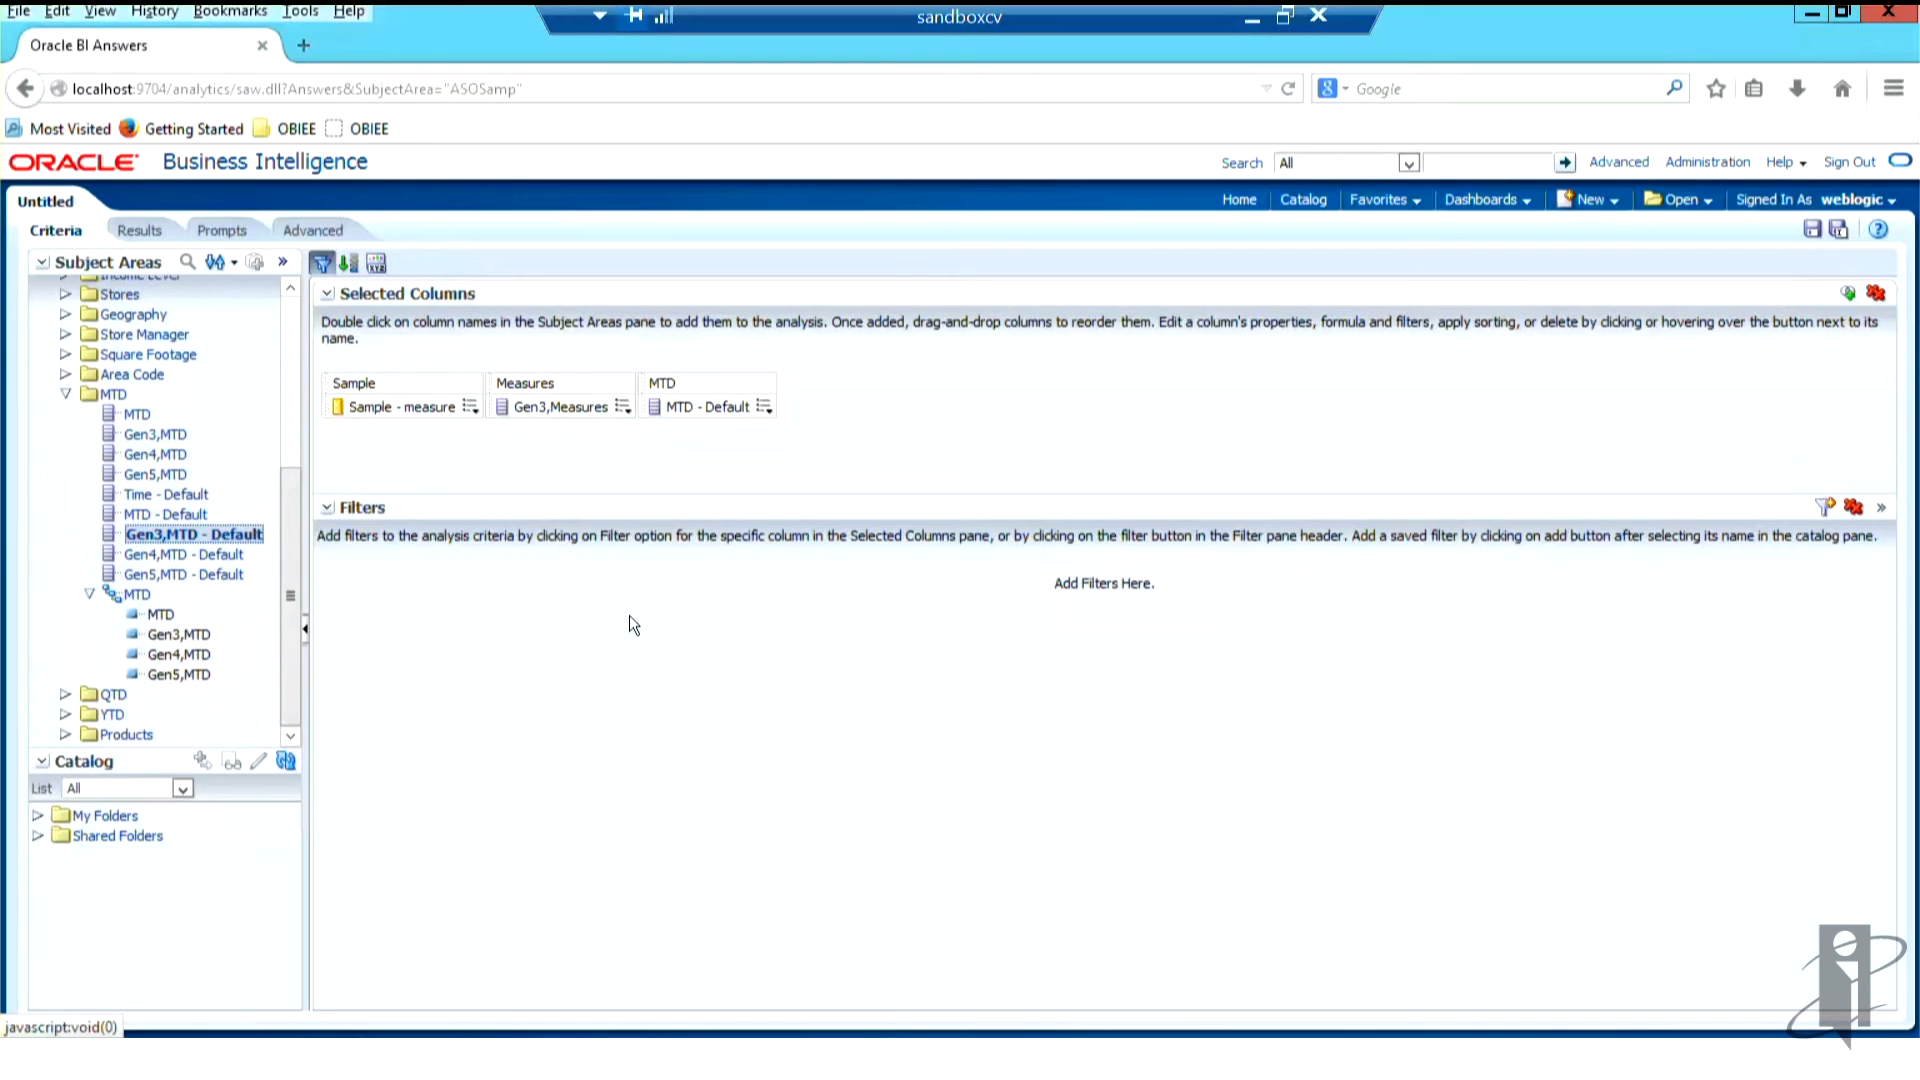 File Edit View History Bookmarks Tools Help
sandboxcv
Oracle BI Answers
localhost:9704/analytics/saw.dll?Answers&SubjectArea="ASOSamp"
Google
Most Visited Getting Started OBIEE OBIEE
ORACLE Business Intelligence
Search All Advanced Administration Help Sign Out
Untitled
Home Catalog Favorites Dashboards New Open Signed In As weblogic
Criteria Results Prompts Advanced
Subject Areas
Income Level
Stores
Geography
Store Manager
Square Footage
Area Code
MTD
MTD
Gen3,MTD
Gen4,MTD
Gen5,MTD
Time - Default
MTD - Default
Gen3,MTD - Default
Gen4,MTD - Default
Gen5,MTD - Default
MTD
MTD
Gen3,MTD
Gen4,MTD
Gen5,MTD
QTD
YTD
Products
Catalog
List All
My Folders
Shared Folders
Selected Columns
Double click on column names in the Subject Areas pane to add them to the analysis. Once added, drag-and-drop columns to reorder them. Edit a column's properties, formula and filters, apply sorting, or delete by clicking or hovering over the button next to its
name.
Sample Measures MTD
Sample - measure Gen3,Measures MTD - Default
Filters
Add filters to the analysis criteria by clicking on Filter option for the specific column in the Selected Columns pane, or by clicking on the filter button in the Filter pane header. Add a saved filter by clicking on add button after selecting its name in the catalog pane.
Add Filters Here.
javascript:void(0)